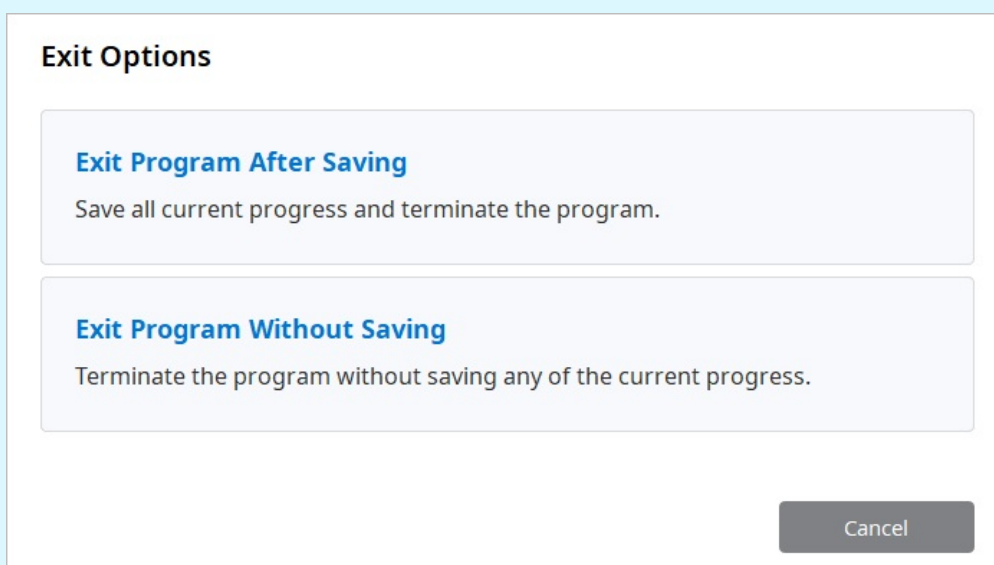 Exit Options
Exit Program After Saving
Save all current progress and terminate the program.
Exit Program Without Saving
Terminate the program without saving any of the current progress.
Cancel